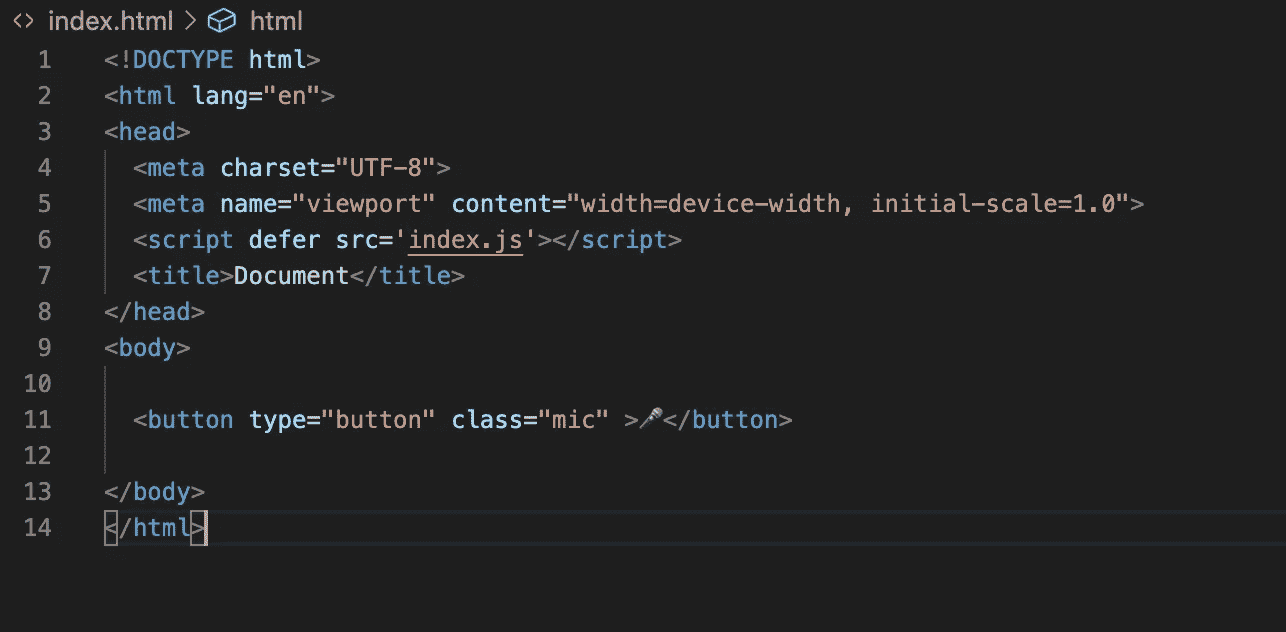 <> index.html > html
1 <!DOCTYPE html>
2 <html lang="en">
3 <head>
4   <meta charset="UTF-8">
5   <meta name="viewport" content="width=device-width, initial-scale=1.0">
6   <script defer src='index.js'></script>
7   <title>Document</title>
8 </head>
9 <body>
10
11   <button type="button" class="mic" >🎤</button>
12
13 </body>
14 </html>